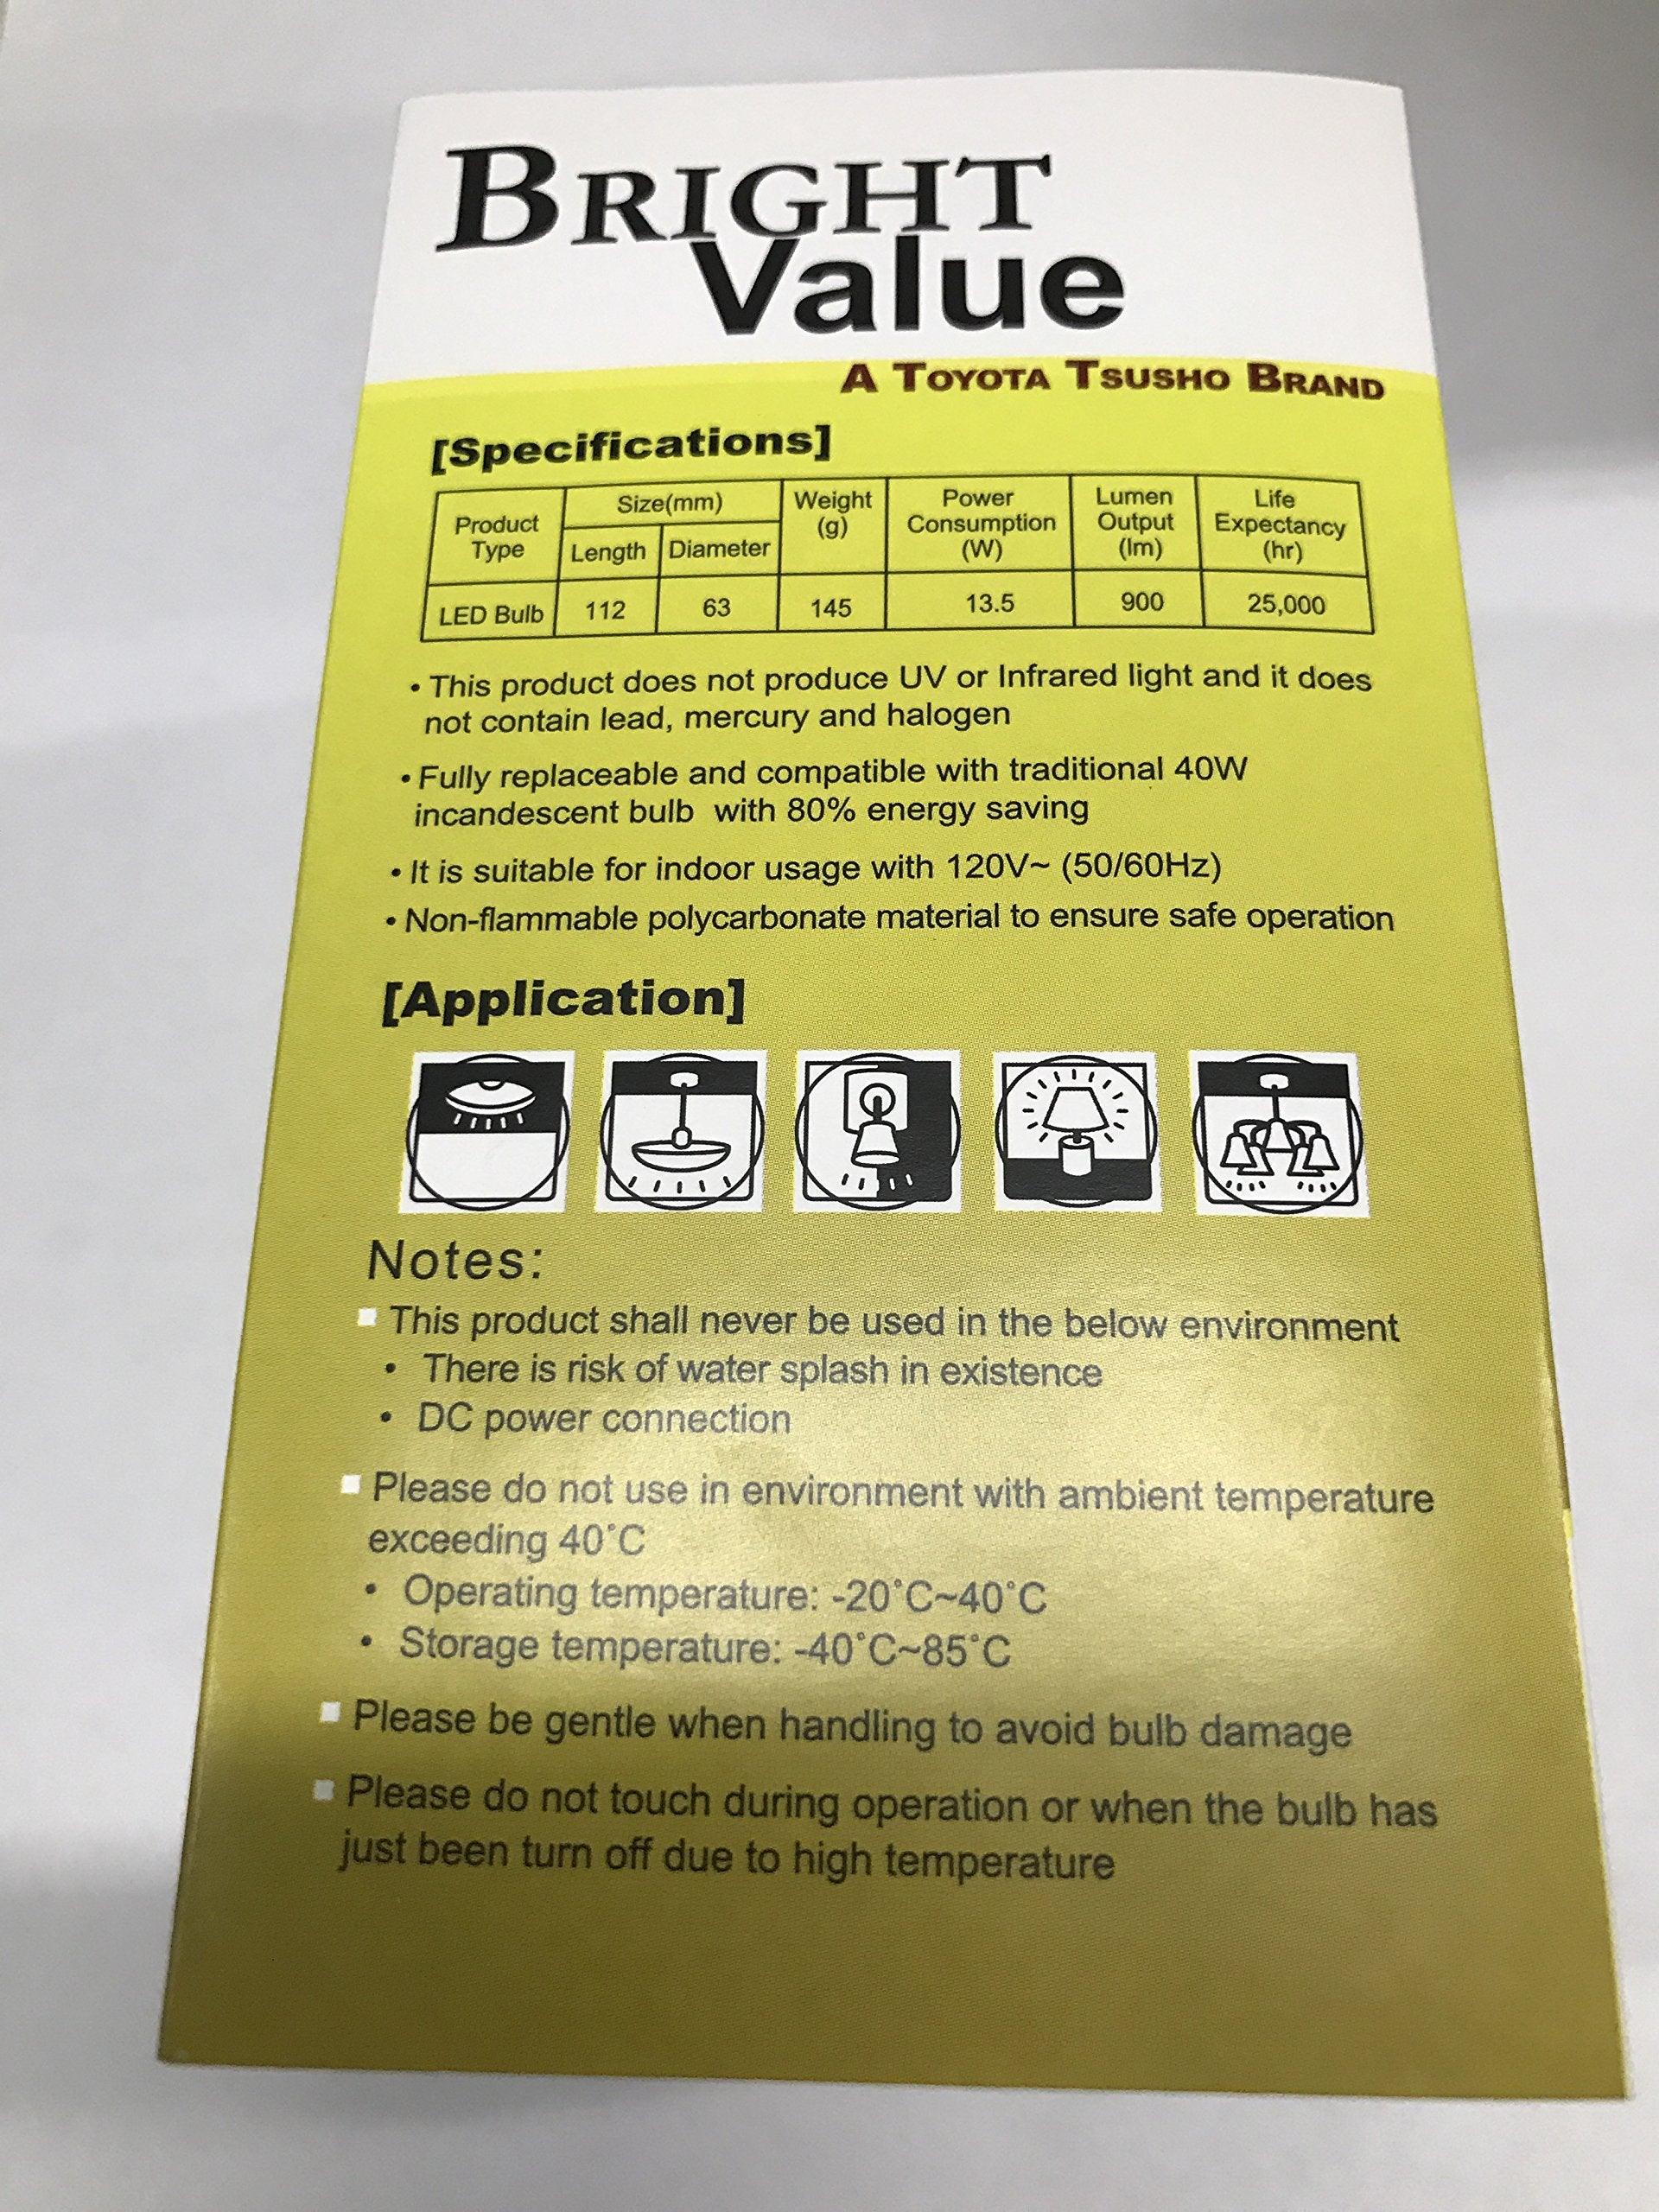 BRIGHT
Value
A TOYOTA TSUSHO BRAND
[Specifications]
Product Type Size(mm) Weight (g) Power Consumption (W) Lumen Output (lm) Life Expectancy (hr)
Length Diameter
LED Bulb 112 63 145 13.5 900 25,000
• This product does not produce UV or Infrared light and it does
not contain lead, mercury and halogen
• Fully replaceable and compatible with traditional 40W
incandescent bulb with 80% energy saving
• It is suitable for indoor usage with 120V~ (50/60Hz)
• Non-flammable polycarbonate material to ensure safe operation
[Application]
Notes:
This product shall never be used in the below environment
• There is risk of water splash in existence
• DC power connection
Please do not use in environment with ambient temperature
exceeding 40˚C
• Operating temperature: -20˚C~40˚C
• Storage temperature: -40˚C~85˚C
Please be gentle when handling to avoid bulb damage
Please do not touch during operation or when the bulb has
just been turn off due to high temperature